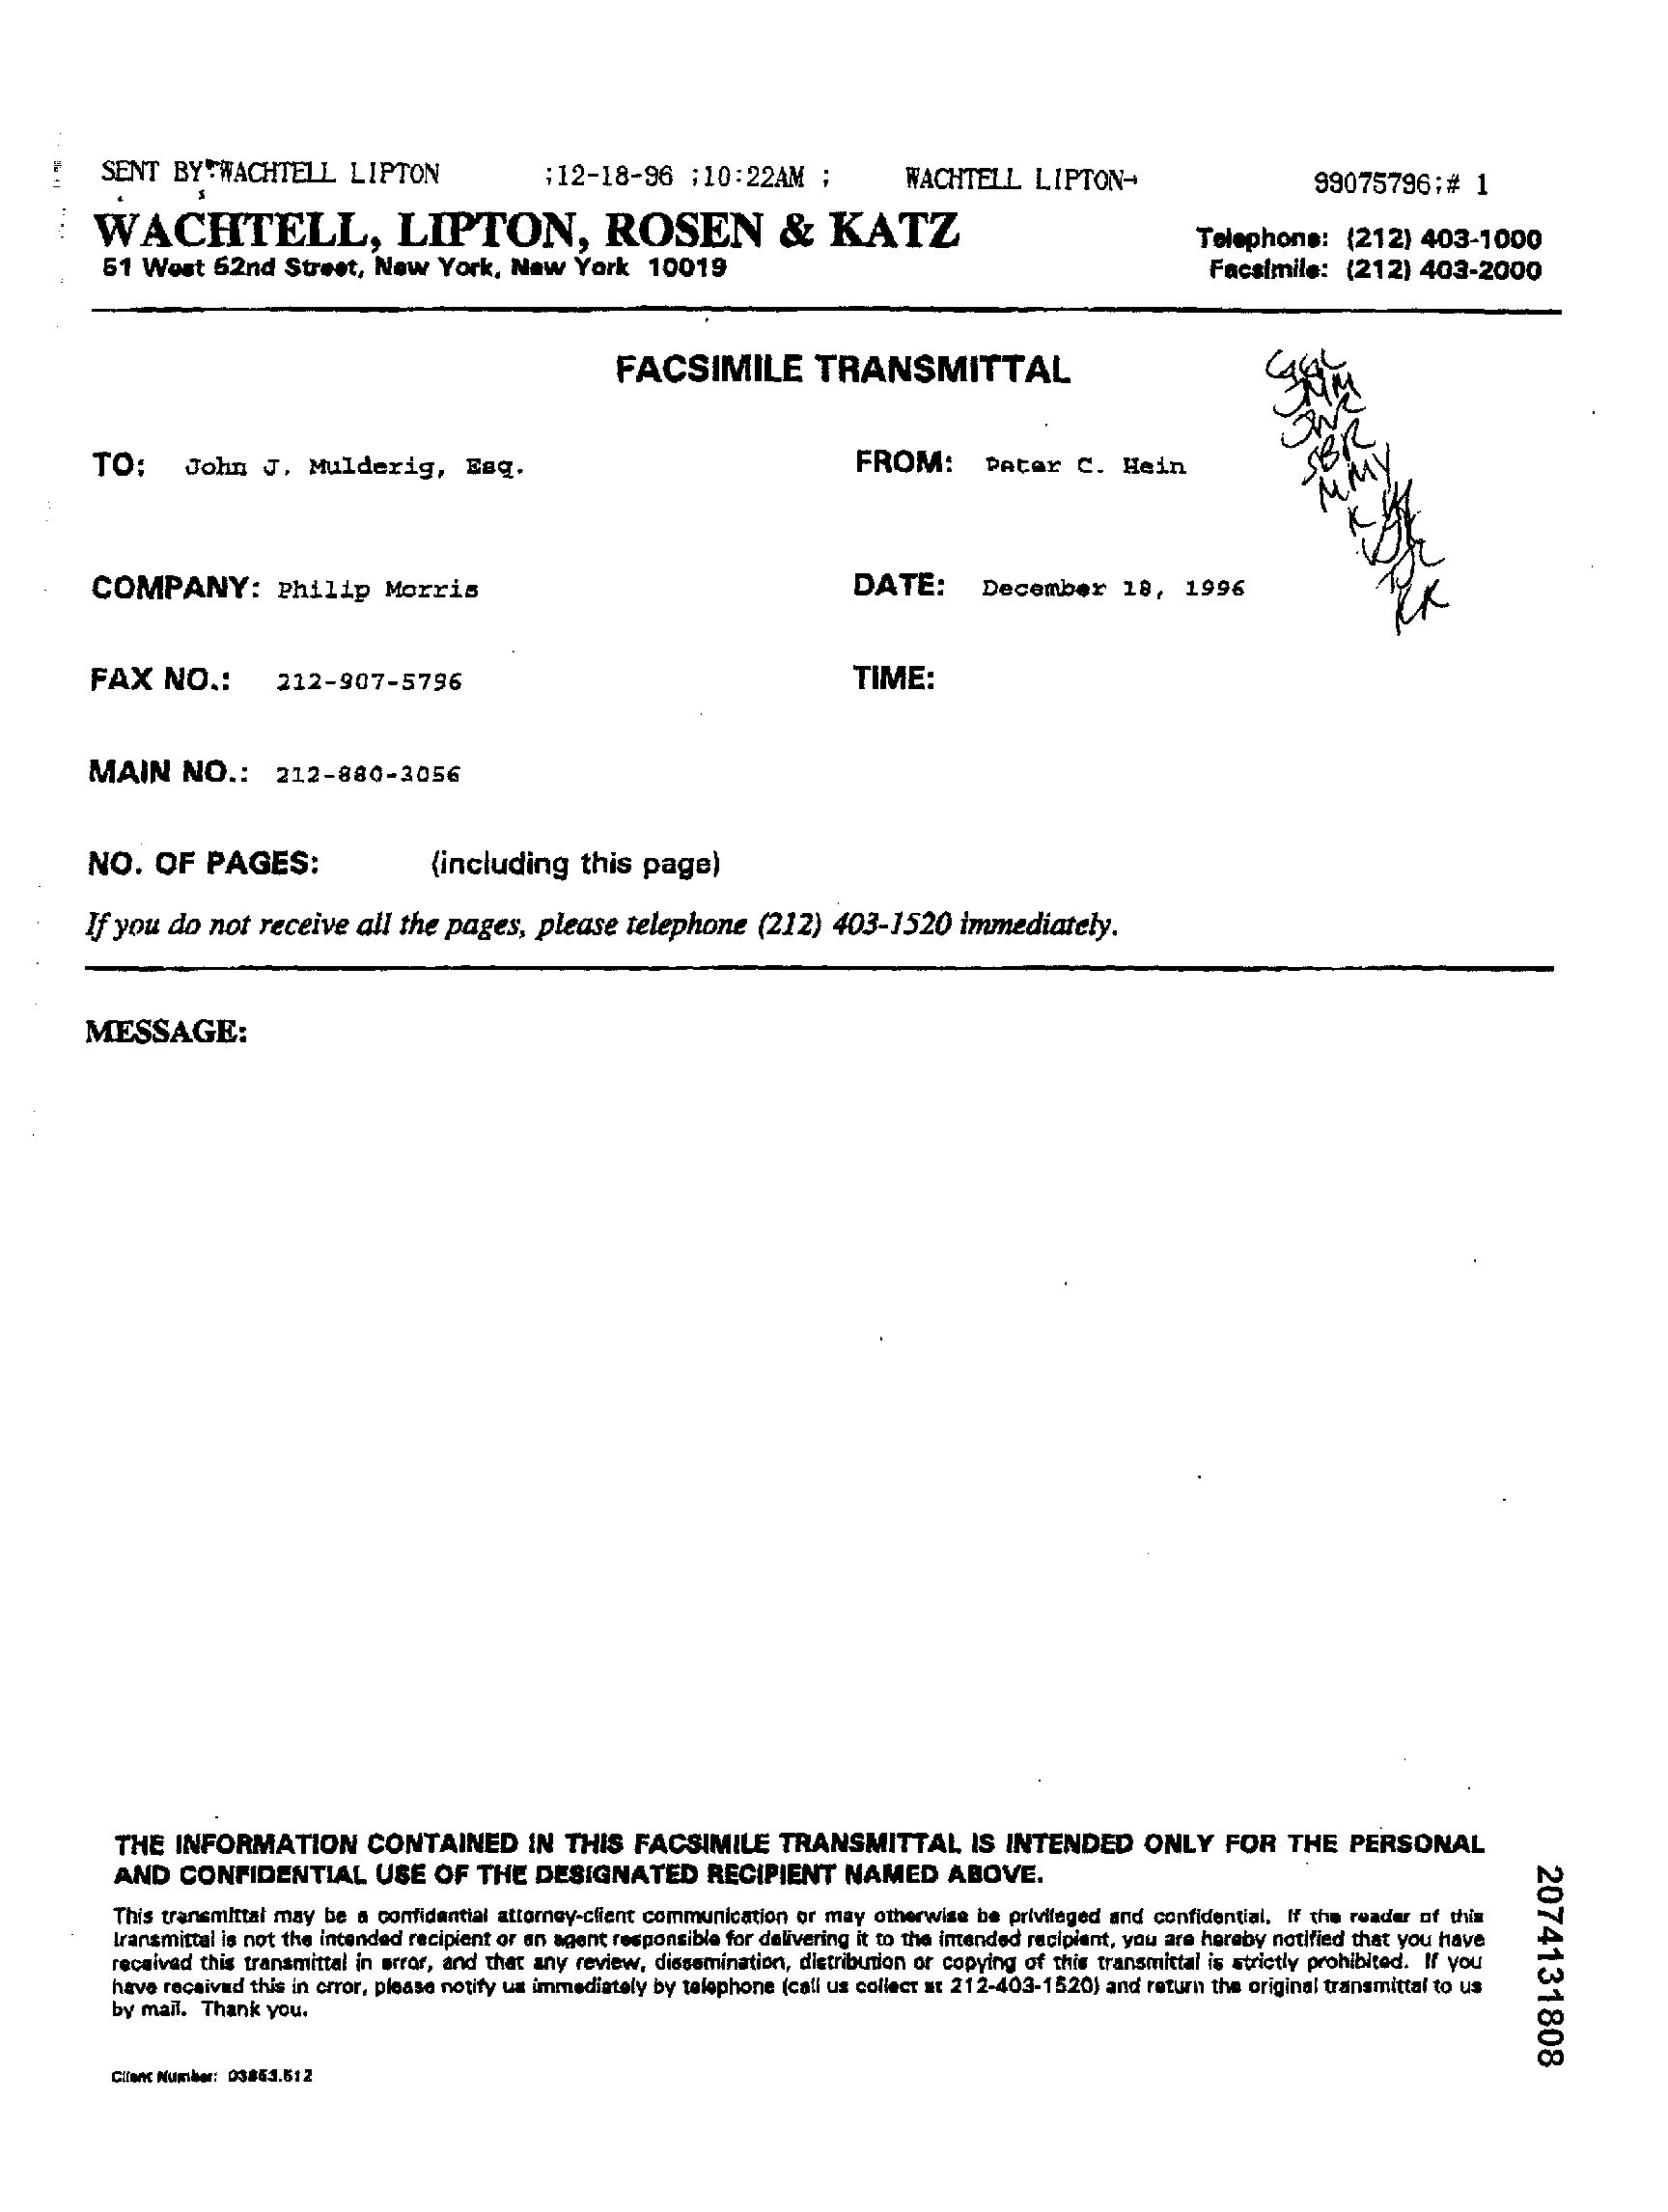 SENT BY:WACHTELL LIPTON ;12-18-96 ;10:22AM ; WACHTELL LIPTON→ 99075796;# 1
WACHTELL, LIPTON, ROSEN & KATZ
51 West 52nd Street, New York, New York 10019
Telephone: (212) 403-1000
Facsimile: (212) 403-2000
FACSIMILE TRANSMITTAL
TO: John J. Mulderig, Esq.
FROM: Peter C. Hein
SBR
MMY
RK
COMPANY: Philip Morris
DATE: December 18, 1996
FAX NO.: 212-907-5796
TIME:
MAIN NO.: 212-880-3056
NO. OF PAGES: (including this page)
If you do not receive all the pages, please telephone (212) 403-1520 immediately.
MESSAGE:
THE INFORMATION CONTAINED IN THIS FACSIMILE TRANSMITTAL IS INTENDED ONLY FOR THE PERSONAL
AND CONFIDENTIAL USE OF THE DESIGNATED RECIPIENT NAMED ABOVE.
This transmittal may be a confidential attorney-client communication or may otherwise be privileged and confidential. If the reader of this
transmittal is not the intended recipient or an agent responsible for delivering it to the intended recipient, you are hereby notified that you have
received this transmittal in error, and that any review, dissemination, distribution or copying of this transmittal is strictly prohibited. If you
have received this in error, please notify us immediately by telephone (call us collect at 212-403-1520) and return the original transmittal to us
by mail. Thank you.
Client Number: 03853.512
2074131808